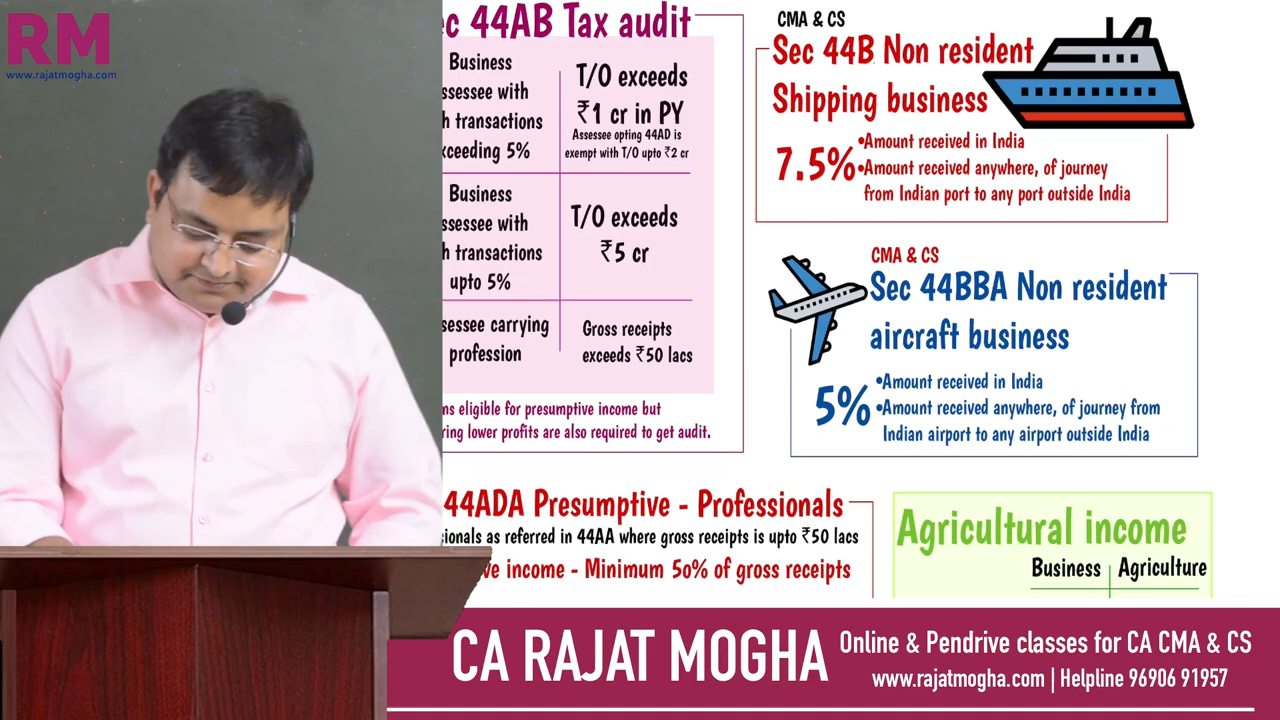 RM
www.rajatmogha.com
44AB Tax audit
Business
with
transactions
5%
T/O exceeds
₹1 cr in PY
Assessee opting 44AD is
exempt with T/O upto ₹2 cr
Business
with
transactions
upto 5%
T/O exceeds
₹5 cr
carrying
profession
Gross receipts
exceeds ₹50 lacs
eligible for presumptive income but
lower profits are also required to get audit.
CMA & CS
Sec 44B Non resident
Shipping business
7.5%
•Amount received in India
•Amount received anywhere, of journey
from Indian port to any port outside India
CMA & CS
Sec 44BBA Non resident
aircraft business
5%
•Amount received in India
•Amount received anywhere, of journey from
Indian airport to any airport outside India
44ADA Presumptive - Professionals
as referred in 44AA where gross receipts is upto ₹50 lacs
income - Minimum 50% of gross receipts
Agricultural income
Business Agriculture
CA RAJAT MOGHA
Online & Pendrive classes for CA CMA & CS
www.rajatmogha.com | Helpline 96906 91957